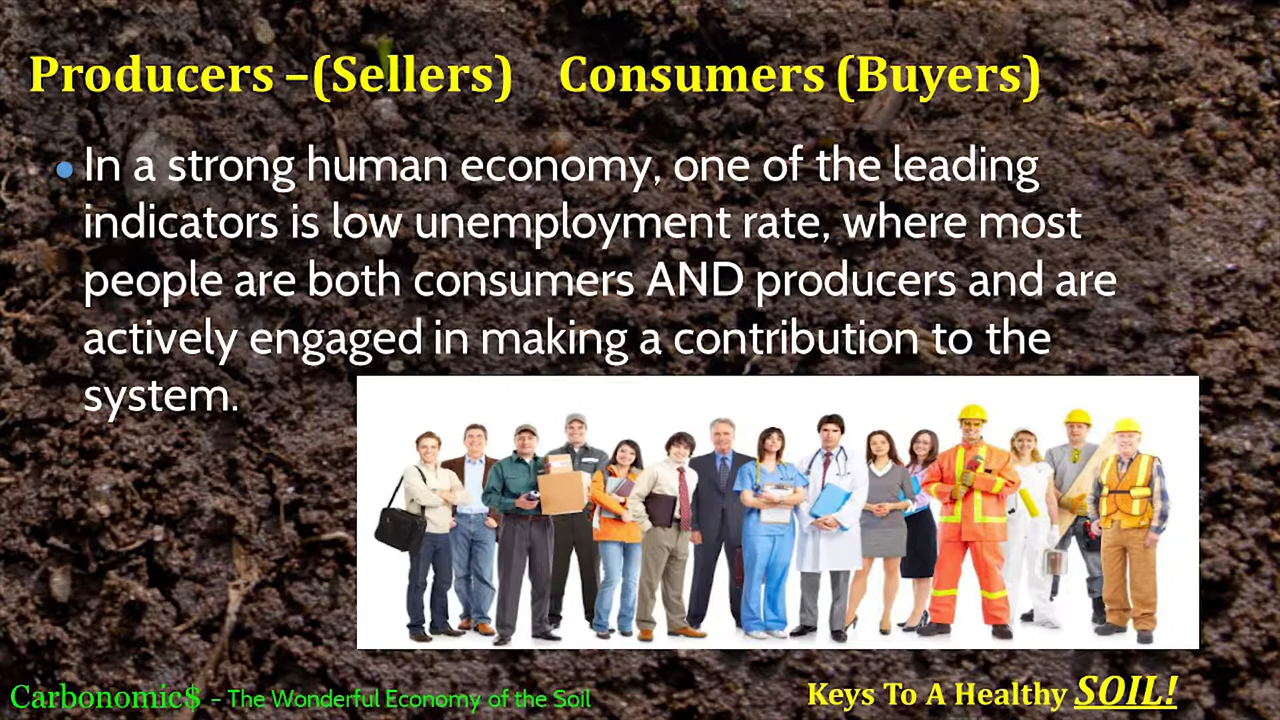 Producers –(Sellers) Consumers (Buyers)
• In a strong human economy, one of the leading
indicators is low unemployment rate, where most
people are both consumers AND producers and are
actively engaged in making a contribution to the
system.
Carbonomic$ – The Wonderful Economy of the Soil
Keys To A Healthy SOIL!